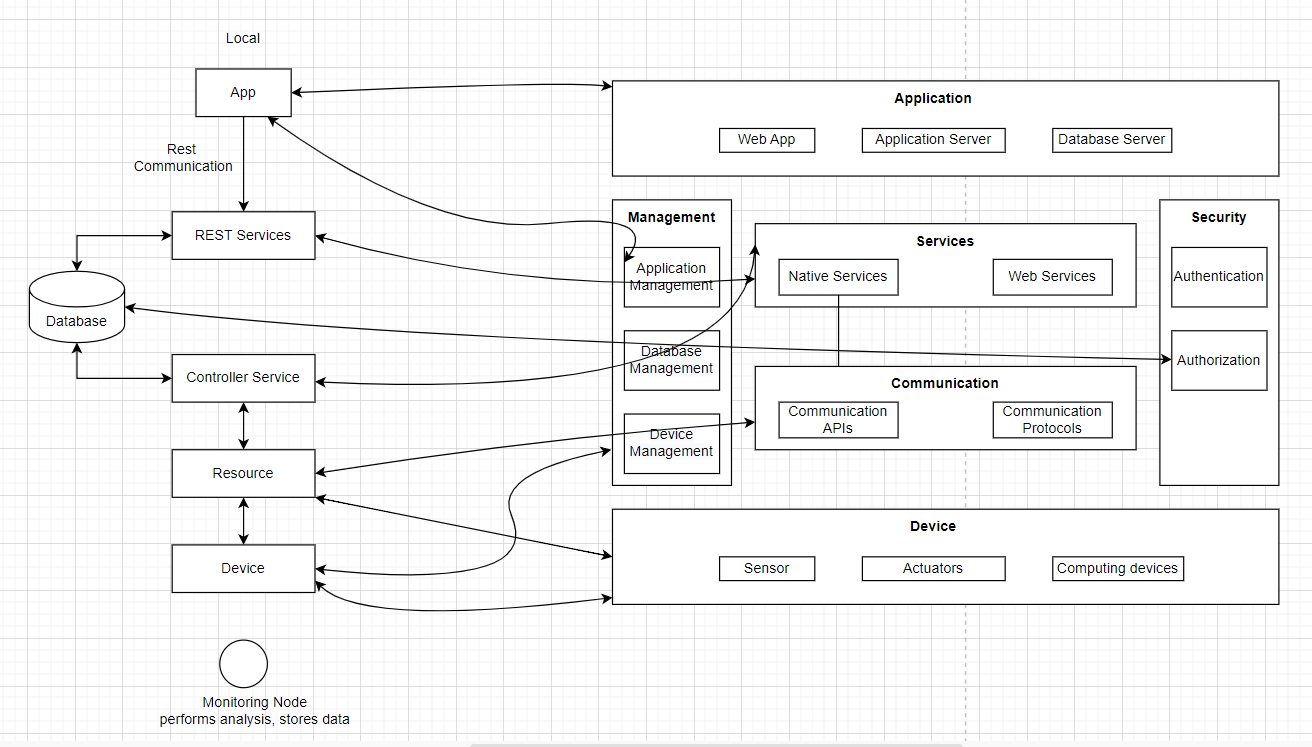 Local
App
Rest
Communication
REST Services
Database
Controller Service
Resource
Device
Monitoring Node
performs analysis, stores data
Application
Web App
Application Server
Database Server
Management
Application
Management
Database
Management
Device
Management
Services
Native Services
Web Services
Communication
Communication
APIs
Communication
Protocols
Security
Authentication
Authorization
Device
Sensor
Actuators
Computing devices